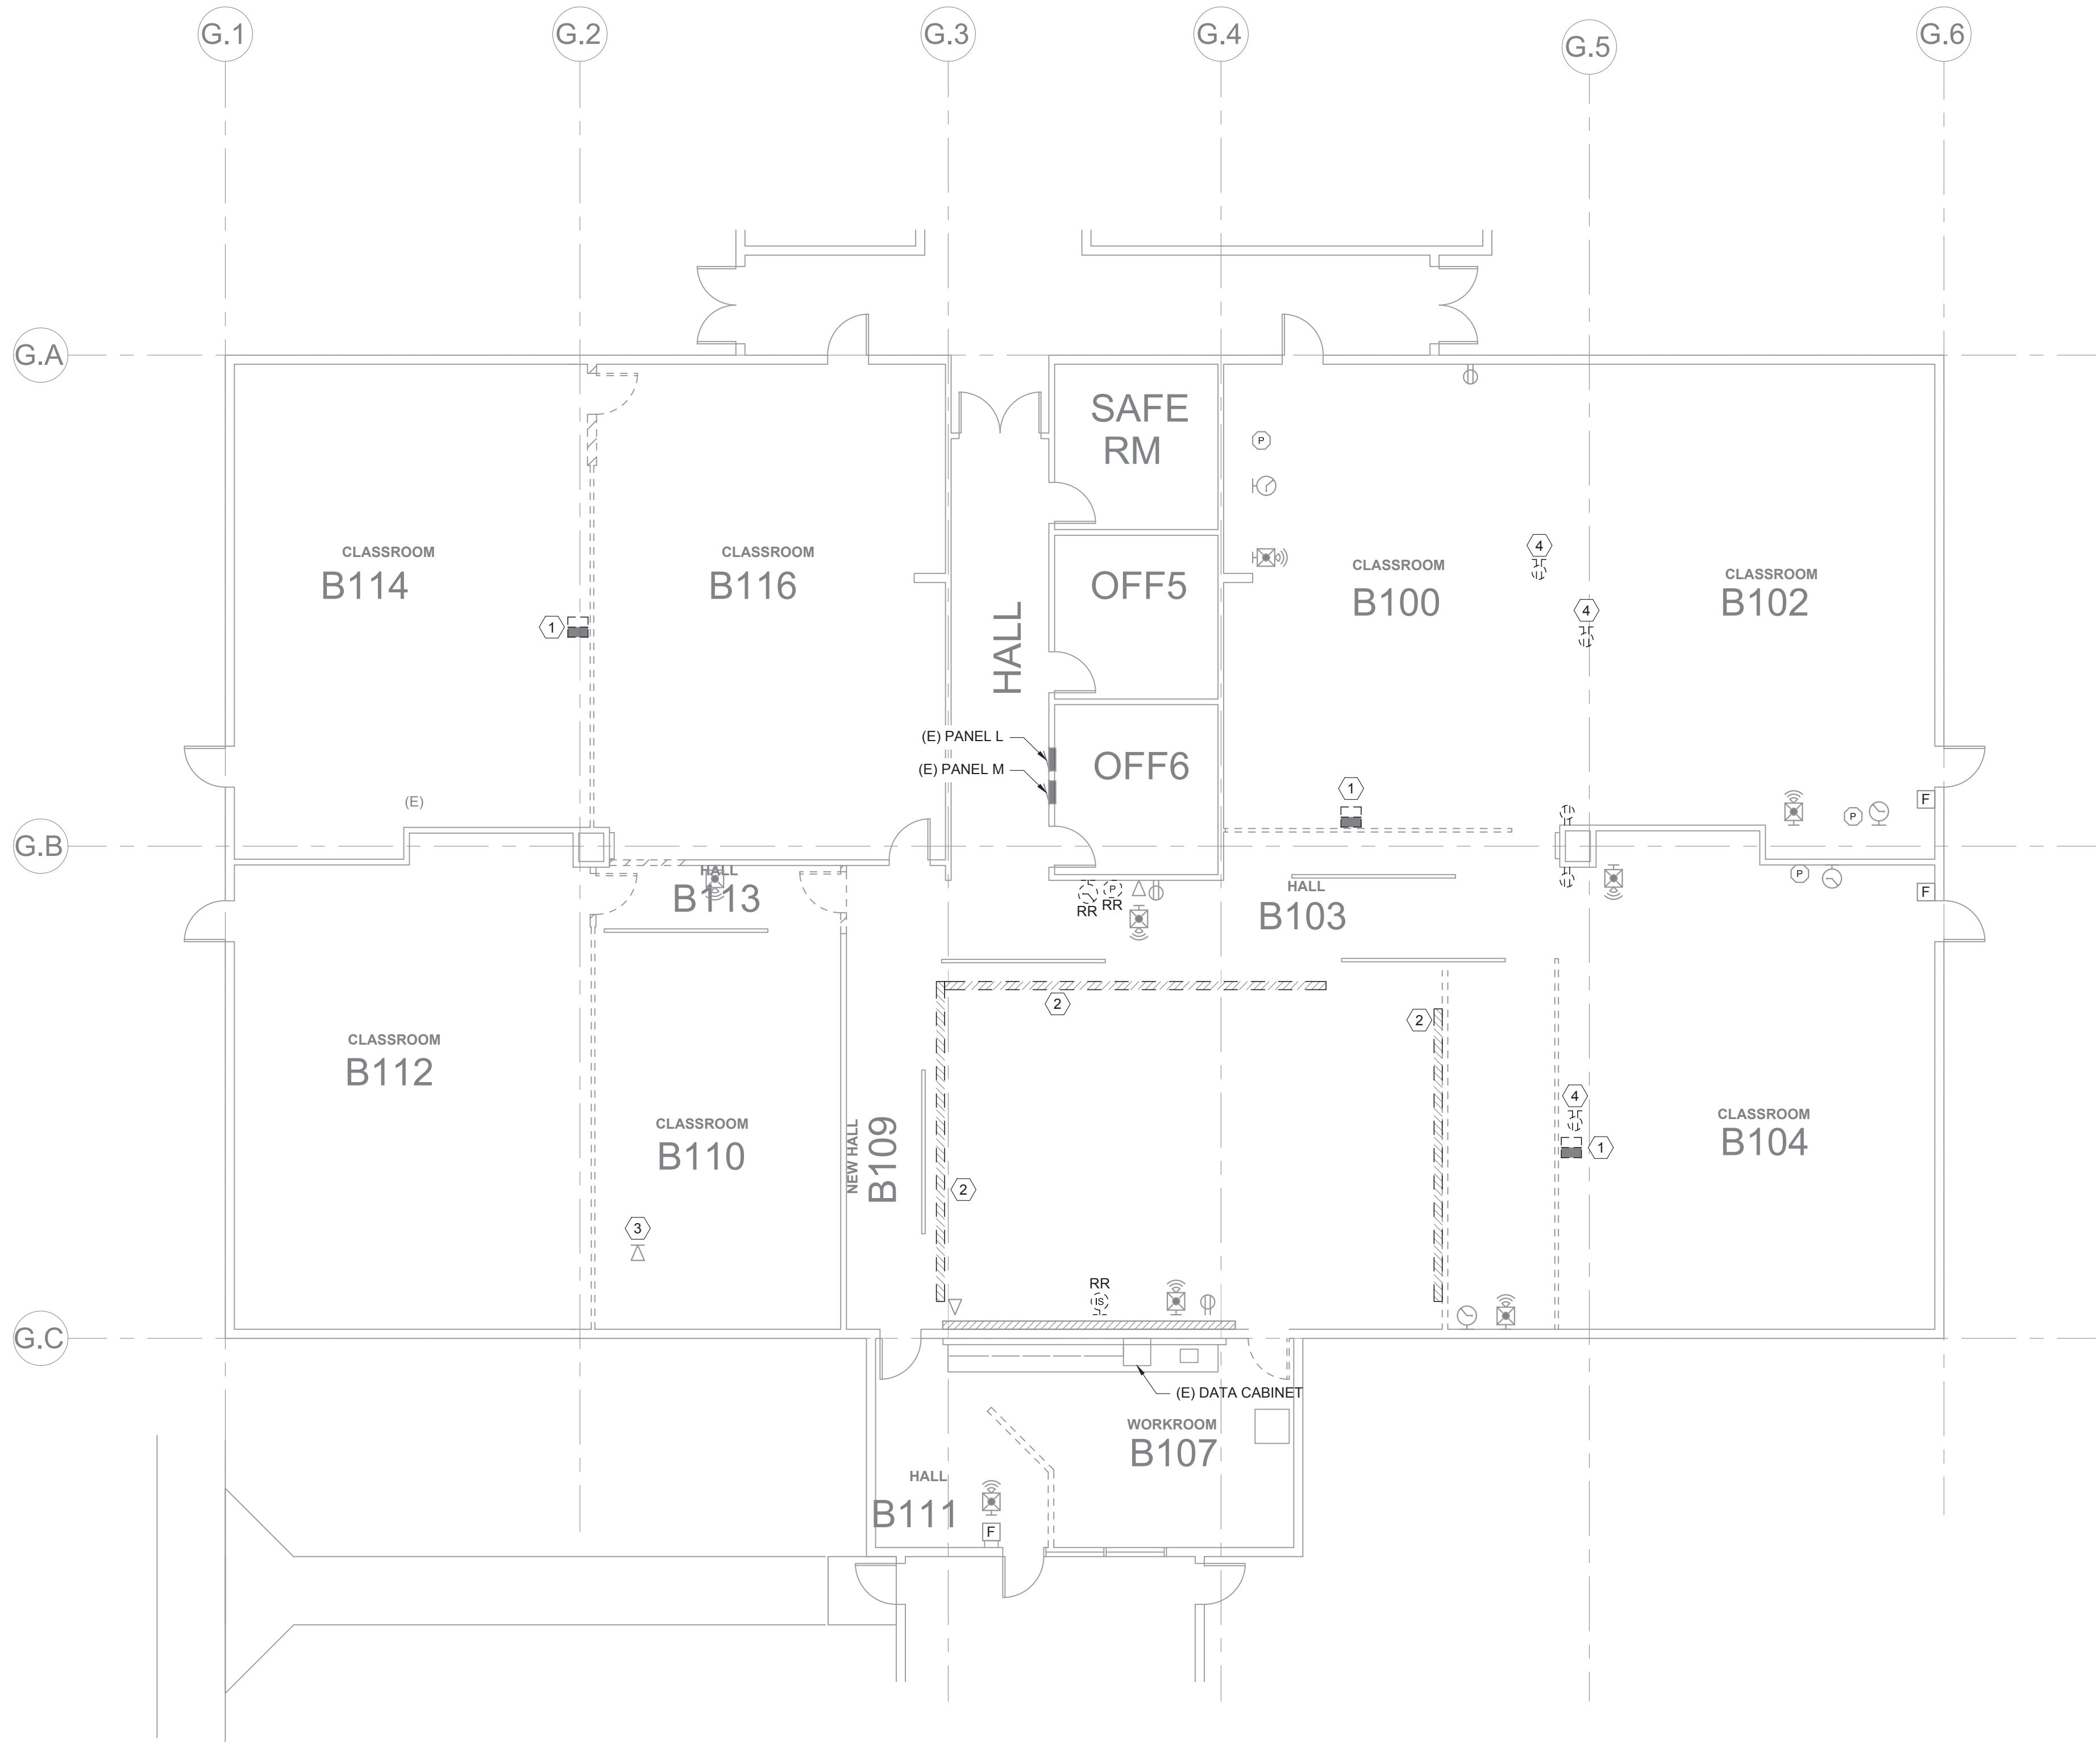 G.1
G.2
G.3
G.4
G.5
G.6
G.A
SAFE
RM
P
CLASSROOM
B114
CLASSROOM
B116
OFF5
CLASSROOM
B100
CLASSROOM
B102
4
4
1
HALL
(E) PANEL L
(E) PANEL M
OFF6
1
(E)
F
P
G.B
HALL
B113
RR
P
RR
HALL
B103
P
F
2
2
CLASSROOM
B112
CLASSROOM
B110
NEW HALL
B109
2
4
1
CLASSROOM
B104
3
RR
IS
G.C
(E) DATA CABINET
WORKROOM
B107
HALL
B111
F